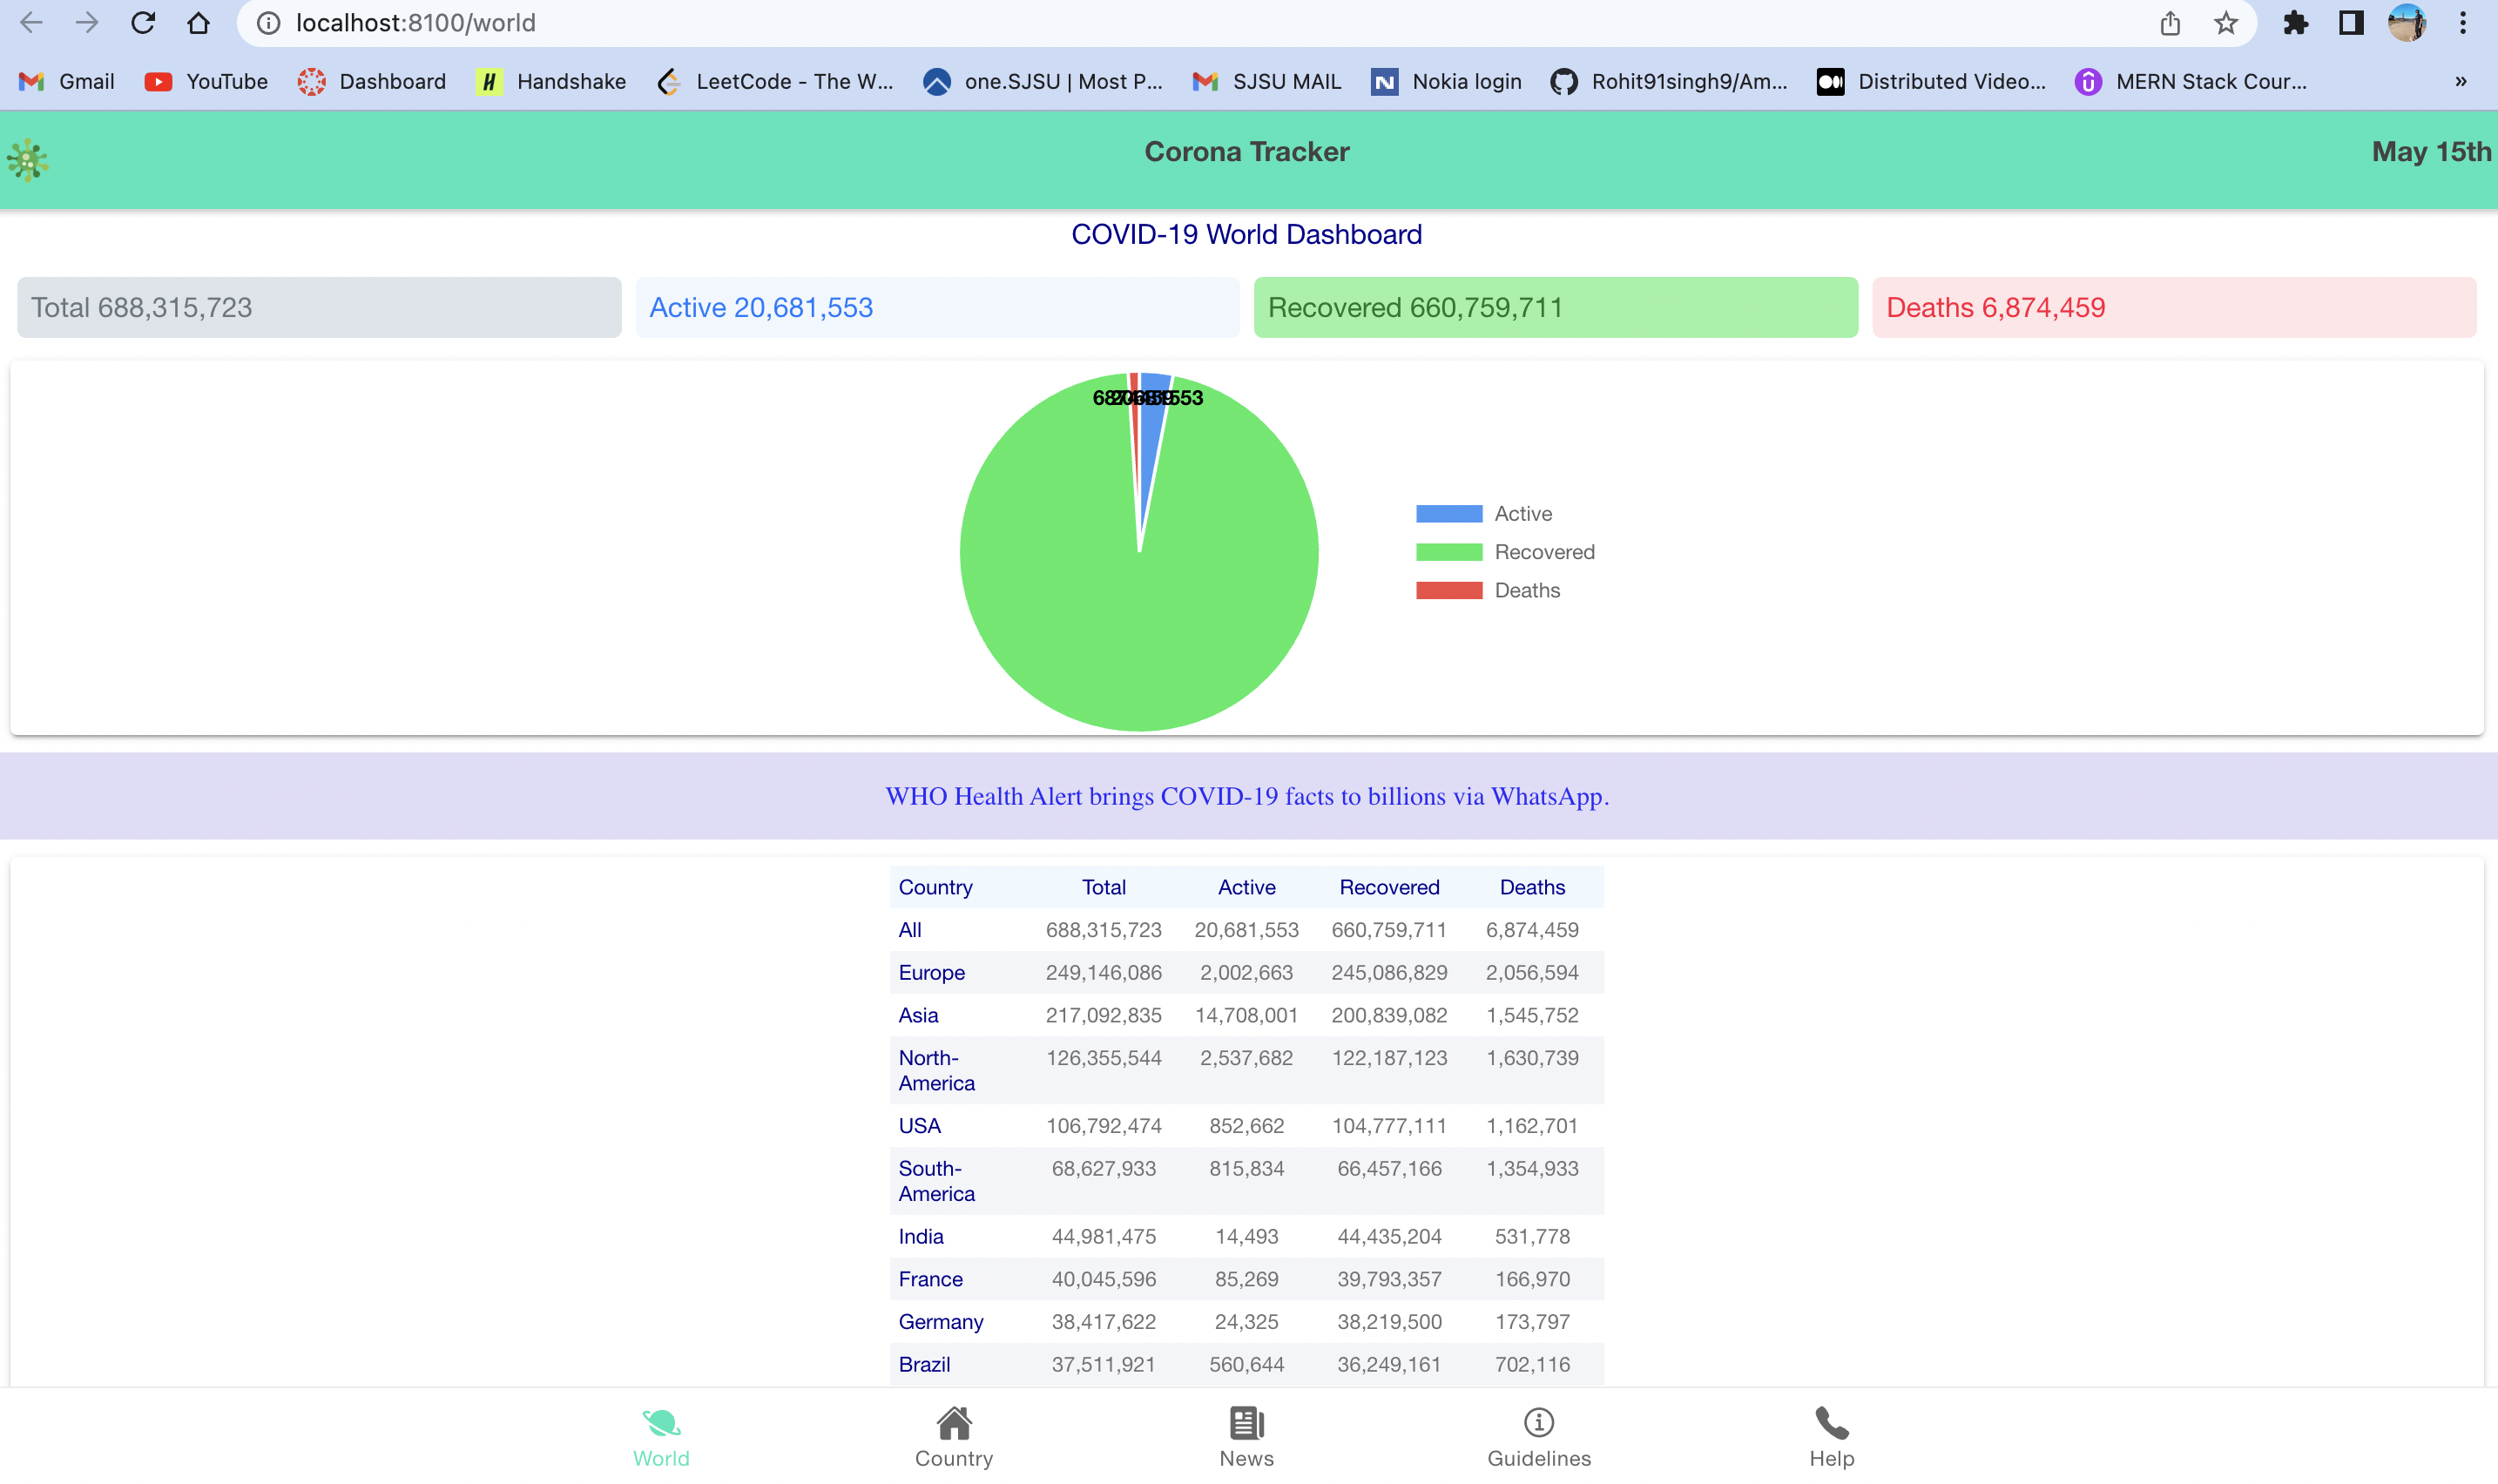 localhost:8100/world
Gmail YouTube Dashboard Handshake LeetCode - The W... one.SJSU | Most P... SJSU MAIL Nokia login Rohit91singh9/Am... Distributed Video... MERN Stack Cour... »
Corona Tracker May 15th
COVID-19 World Dashboard
Total 688,315,723 Active 20,681,553 Recovered 660,759,711 Deaths 6,874,459
Active
Recovered
Deaths
WHO Health Alert brings COVID-19 facts to billions via WhatsApp.
Country Total Active Recovered Deaths
All 688,315,723 20,681,553 660,759,711 6,874,459
Europe 249,146,086 2,002,663 245,086,829 2,056,594
Asia 217,092,835 14,708,001 200,839,082 1,545,752
North- 126,355,544 2,537,682 122,187,123 1,630,739
America
USA 106,792,474 852,662 104,777,111 1,162,701
South- 68,627,933 815,834 66,457,166 1,354,933
America
India 44,981,475 14,493 44,435,204 531,778
France 40,045,596 85,269 39,793,357 166,970
Germany 38,417,622 24,325 38,219,500 173,797
Brazil 37,511,921 560,644 36,249,161 702,116
World Country News Guidelines Help